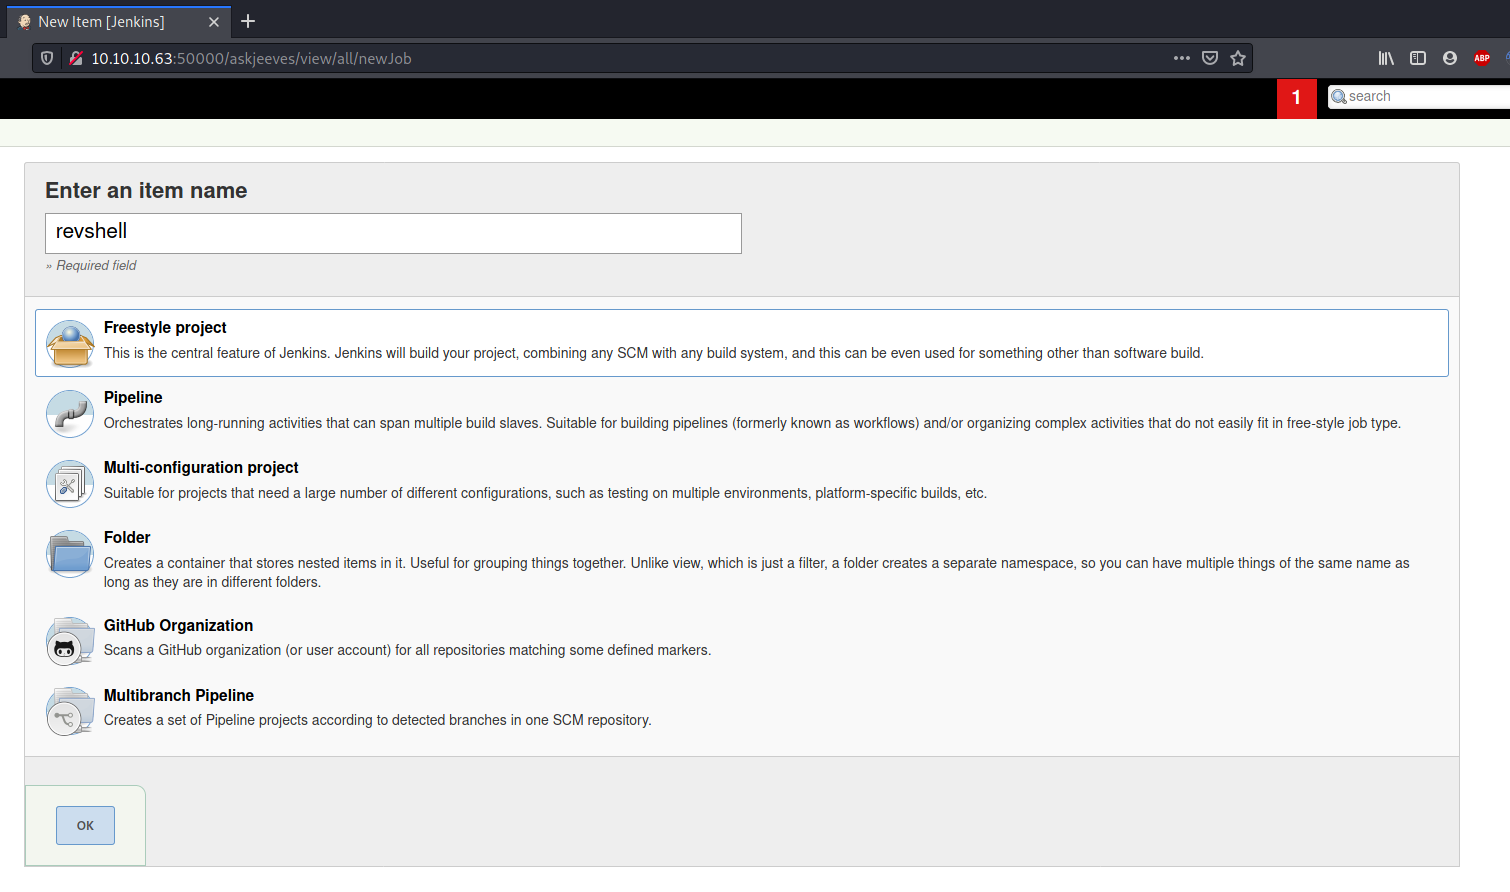 New Item [Jenkins]
10.10.10.63:50000/askjeeves/view/all/newJob
ABP
1
search
Enter an item name
revshell
» Required field
Freestyle project
This is the central feature of Jenkins. Jenkins will build your project, combining any SCM with any build system, and this can be even used for something other than software build.
Pipeline
Orchestrates long-running activities that can span multiple build slaves. Suitable for building pipelines (formerly known as workflows) and/or organizing complex activities that do not easily fit in free-style job type.
Multi-configuration project
Suitable for projects that need a large number of different configurations, such as testing on multiple environments, platform-specific builds, etc.
Folder
Creates a container that stores nested items in it. Useful for grouping things together. Unlike view, which is just a filter, a folder creates a separate namespace, so you can have multiple things of the same name as
long as they are in different folders.
GitHub Organization
Scans a GitHub organization (or user account) for all repositories matching some defined markers.
Multibranch Pipeline
Creates a set of Pipeline projects according to detected branches in one SCM repository.
OK